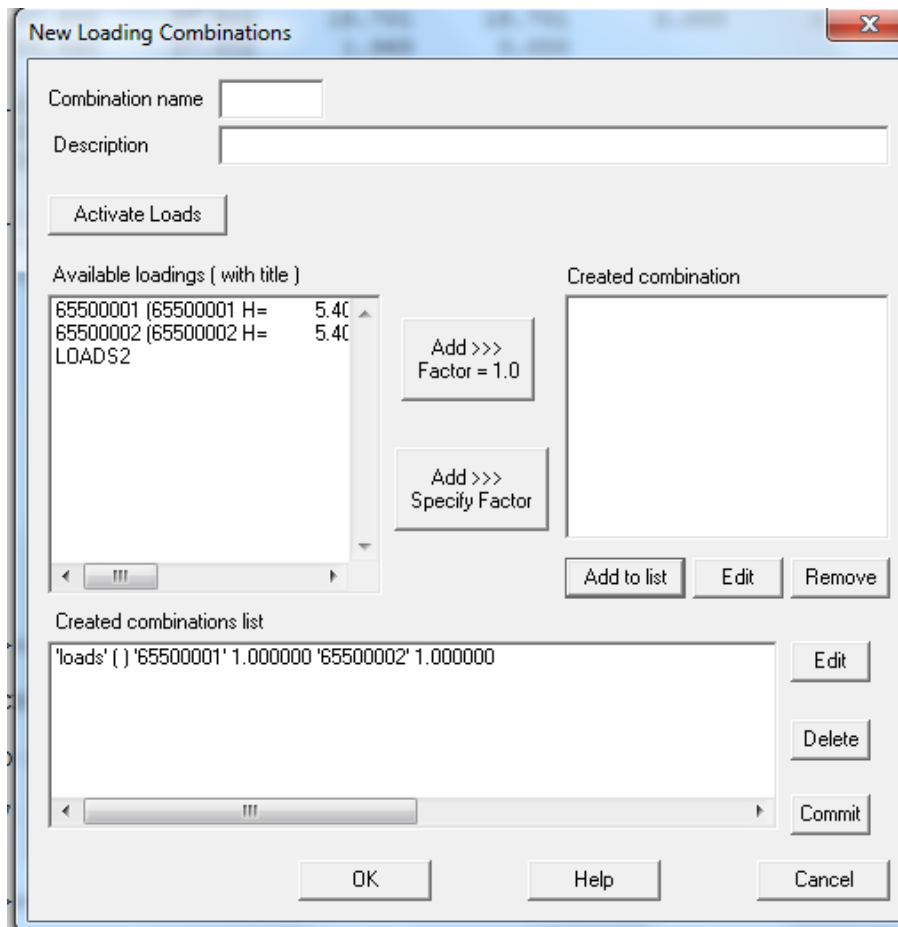 New Loading Combinations
Combination name
Description
Activate Loads
Available loadings ( with title )
Created combination
65500001 (65500001 H= 5.40
65500002 (65500002 H= 5.40
LOADS2
Add >>>
Factor = 1.0
Add >>>
Specify Factor
Add to list
Edit
Remove
Created combinations list
'loads' ( ) '65500001' 1.000000 '65500002' 1.000000
Edit
Delete
Commit
OK
Help
Cancel